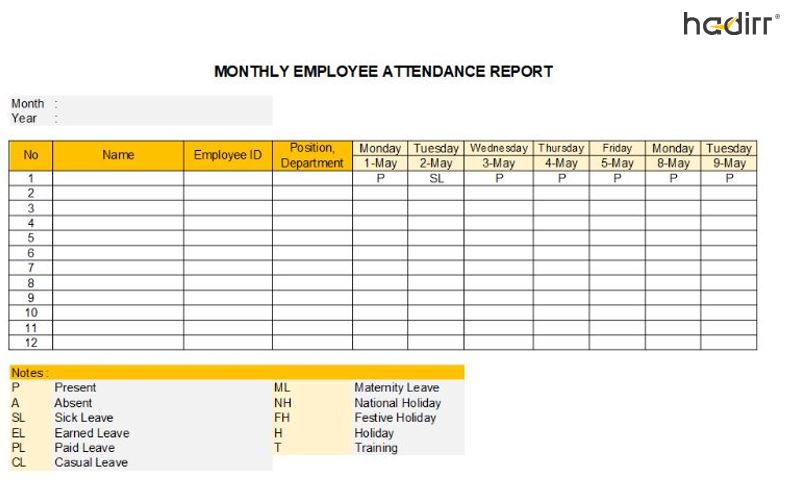 hadirr®
MONTHLY EMPLOYEE ATTENDANCE REPORT
Month :
Year :
No Name Employee ID Position, Department Monday Tuesday Wednesday Thursday Friday Monday Tuesday
1-May 2-May 3-May 4-May 5-May 8-May 9-May
1 P SL P P P P P
2
3
4
5
6
7
8
9
10
11
12
Notes :
P Present ML Maternity Leave
A Absent NH National Holiday
SL Sick Leave FH Festive Holiday
EL Earned Leave H Holiday
PL Paid Leave T Training
CL Casual Leave